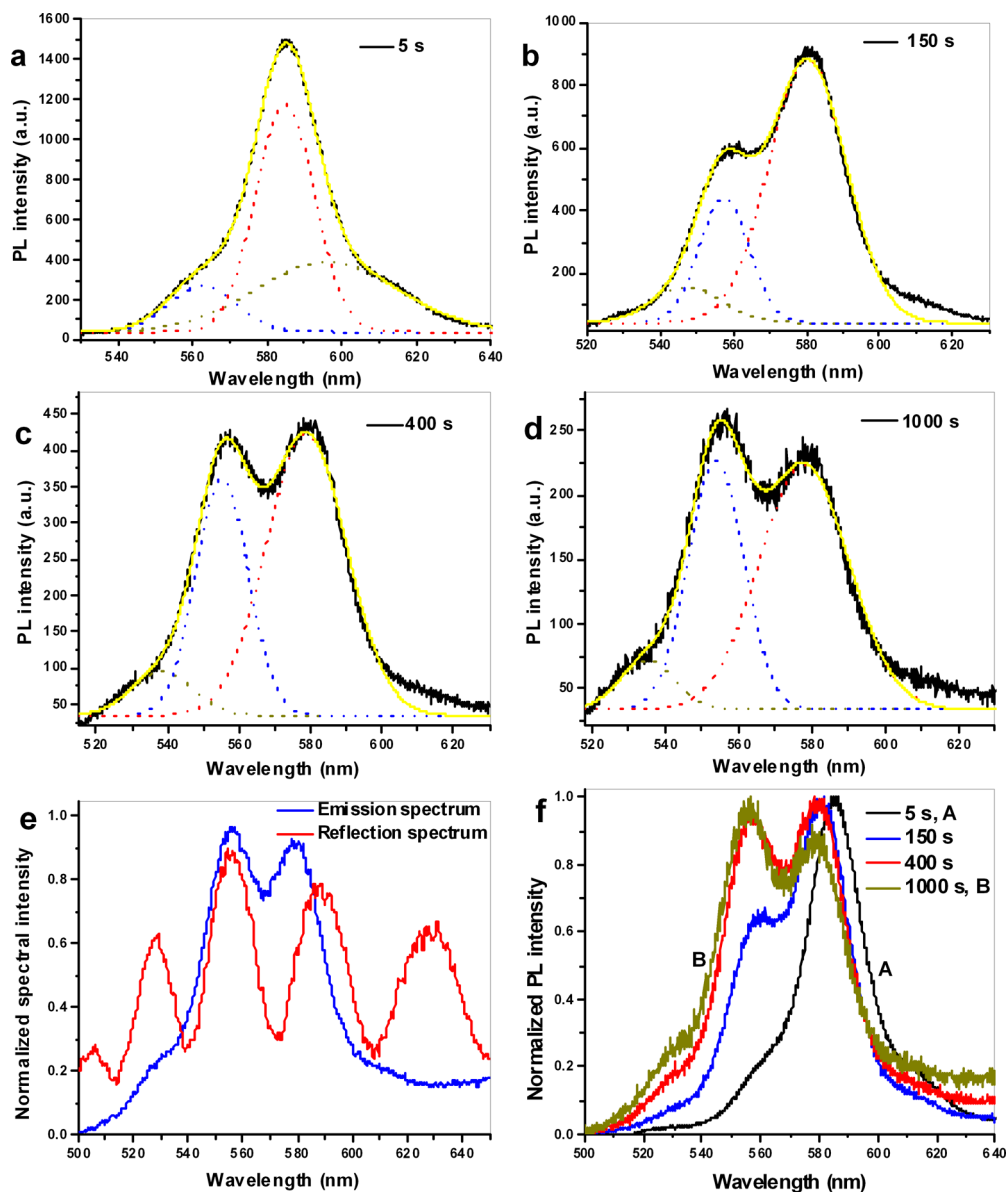 a
5 s
PL intensity (a.u.)
1600
1400
1200
1000
800
600
400
200
0
540 560 580 600 620 640
Wavelength (nm)
b
150 s
PL intensity (a.u.)
1000
800
600
400
200
520 540 560 580 600 620
Wavelength (nm)
c
400 s
PL intensity (a.u.)
450
400
350
300
250
200
150
100
50
520 540 560 580 600 620
Wavelength (nm)
d
1000 s
PL intensity (a.u.)
250
200
150
100
50
520 540 560 580 600 620
Wavelength (nm)
e
Emission spectrum
Reflection spectrum
Normalized spectral intensity
1.0
0.8
0.6
0.4
0.2
0.0
500 520 540 560 580 600 620 640
Wavelength (nm)
f
5 s, A
150 s
400 s
1000 s, B
B
A
Normalized PL intensity
1.0
0.8
0.6
0.4
0.2
0.0
500 520 540 560 580 600 620 640
Wavelength (nm)